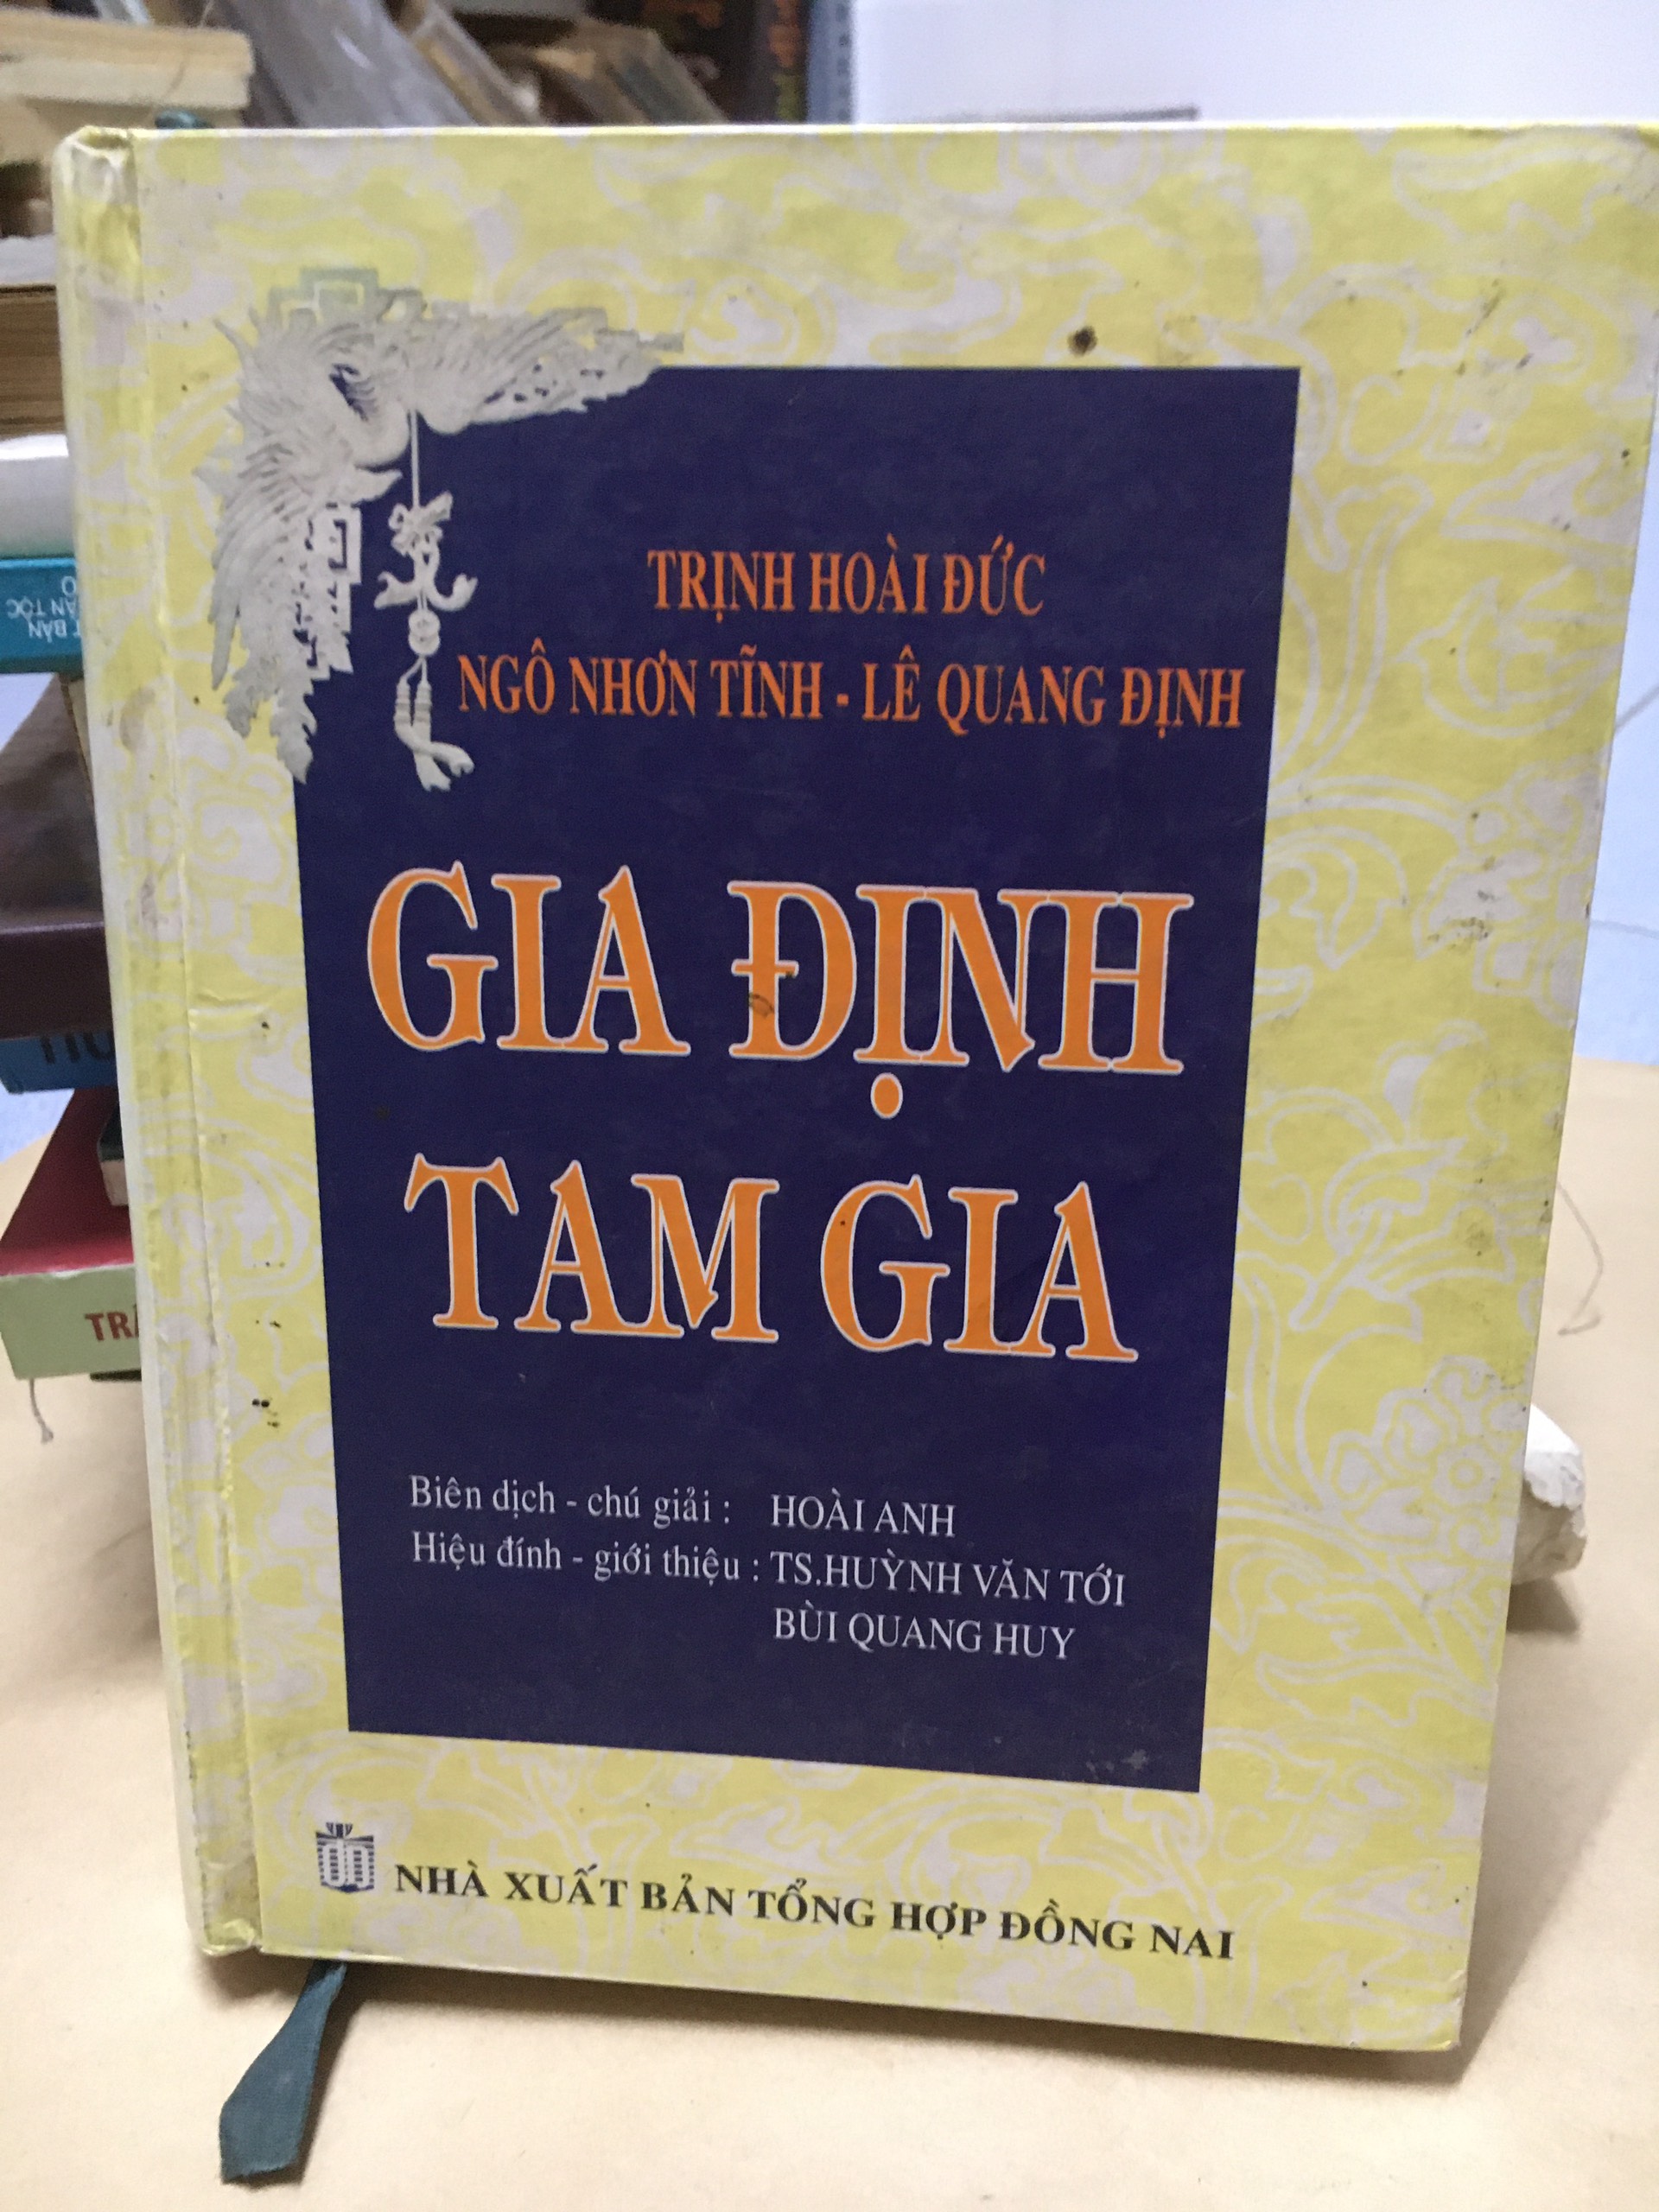 TRỊNH HOÀI ĐỨC
NGÔ NHƠN TĨNH - LÊ QUANG ĐỊNH
GIA ĐỊNH
TAM GIA
Biên dịch - chú giải : HOÀI ANH
Hiệu đính - giới thiệu : TS.HUỲNH VĂN TỚI
BÙI QUANG HUY
NHÀ XUẤT BẢN TỔNG HỢP ĐỒNG NAI